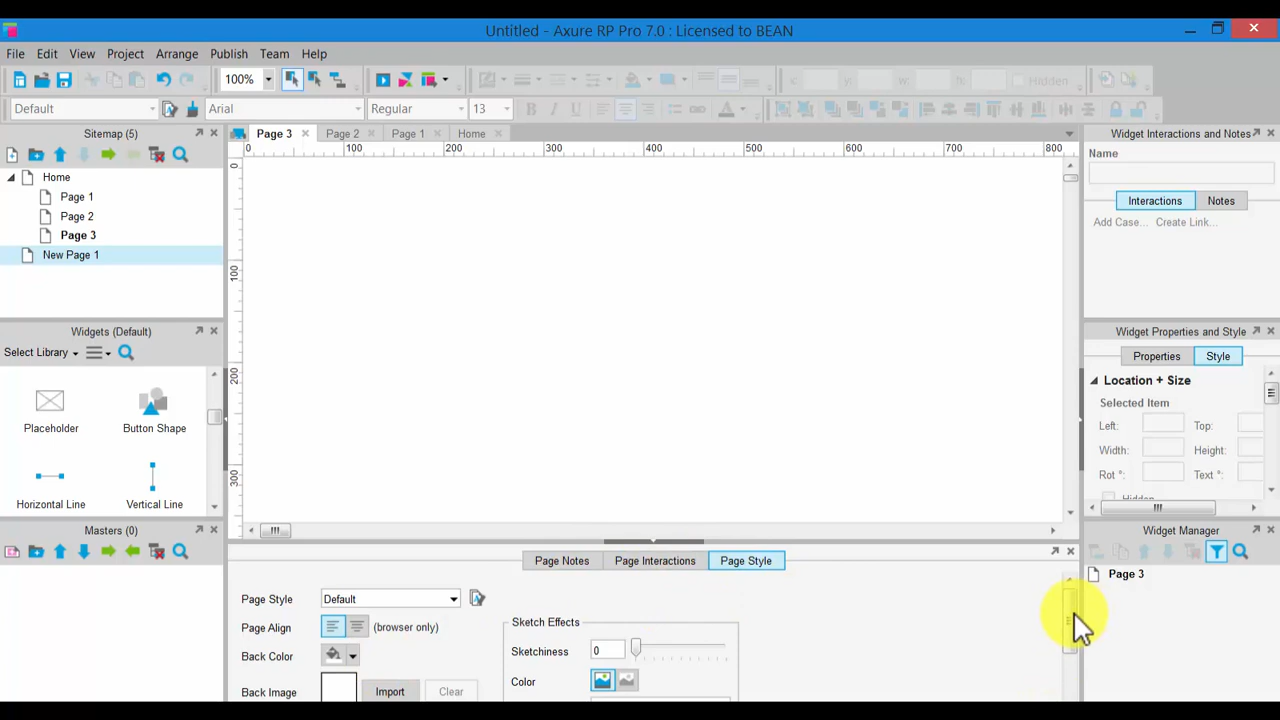 Untitled - Axure RP Pro 7.0 : Licensed to BEAN
File Edit View Project Arrange Publish Team Help
100% x: y: w: h: Hidden
Default Arial Regular 13 B I U A
Sitemap (5)
Home
Page 1
Page 2
Page 3
New Page 1
Widgets (Default)
Select Library
Placeholder Button Shape
Horizontal Line Vertical Line
Masters (0)
Page 3 Page 2 Page 1 Home
0 100 200 300 400 500 600 700 800
0
100
200
300
Page Notes Page Interactions Page Style
Page Style Default
Page Align (browser only)
Back Color
Back Image Import Clear
Sketch Effects
Sketchiness 0
Color
Widget Interactions and Notes
Name
Interactions Notes
Add Case... Create Link...
Widget Properties and Style
Properties Style
Location + Size
Selected Item
Left: Top:
Width: Height:
Rot °: Text °:
Hidden
Widget Manager
Page 3